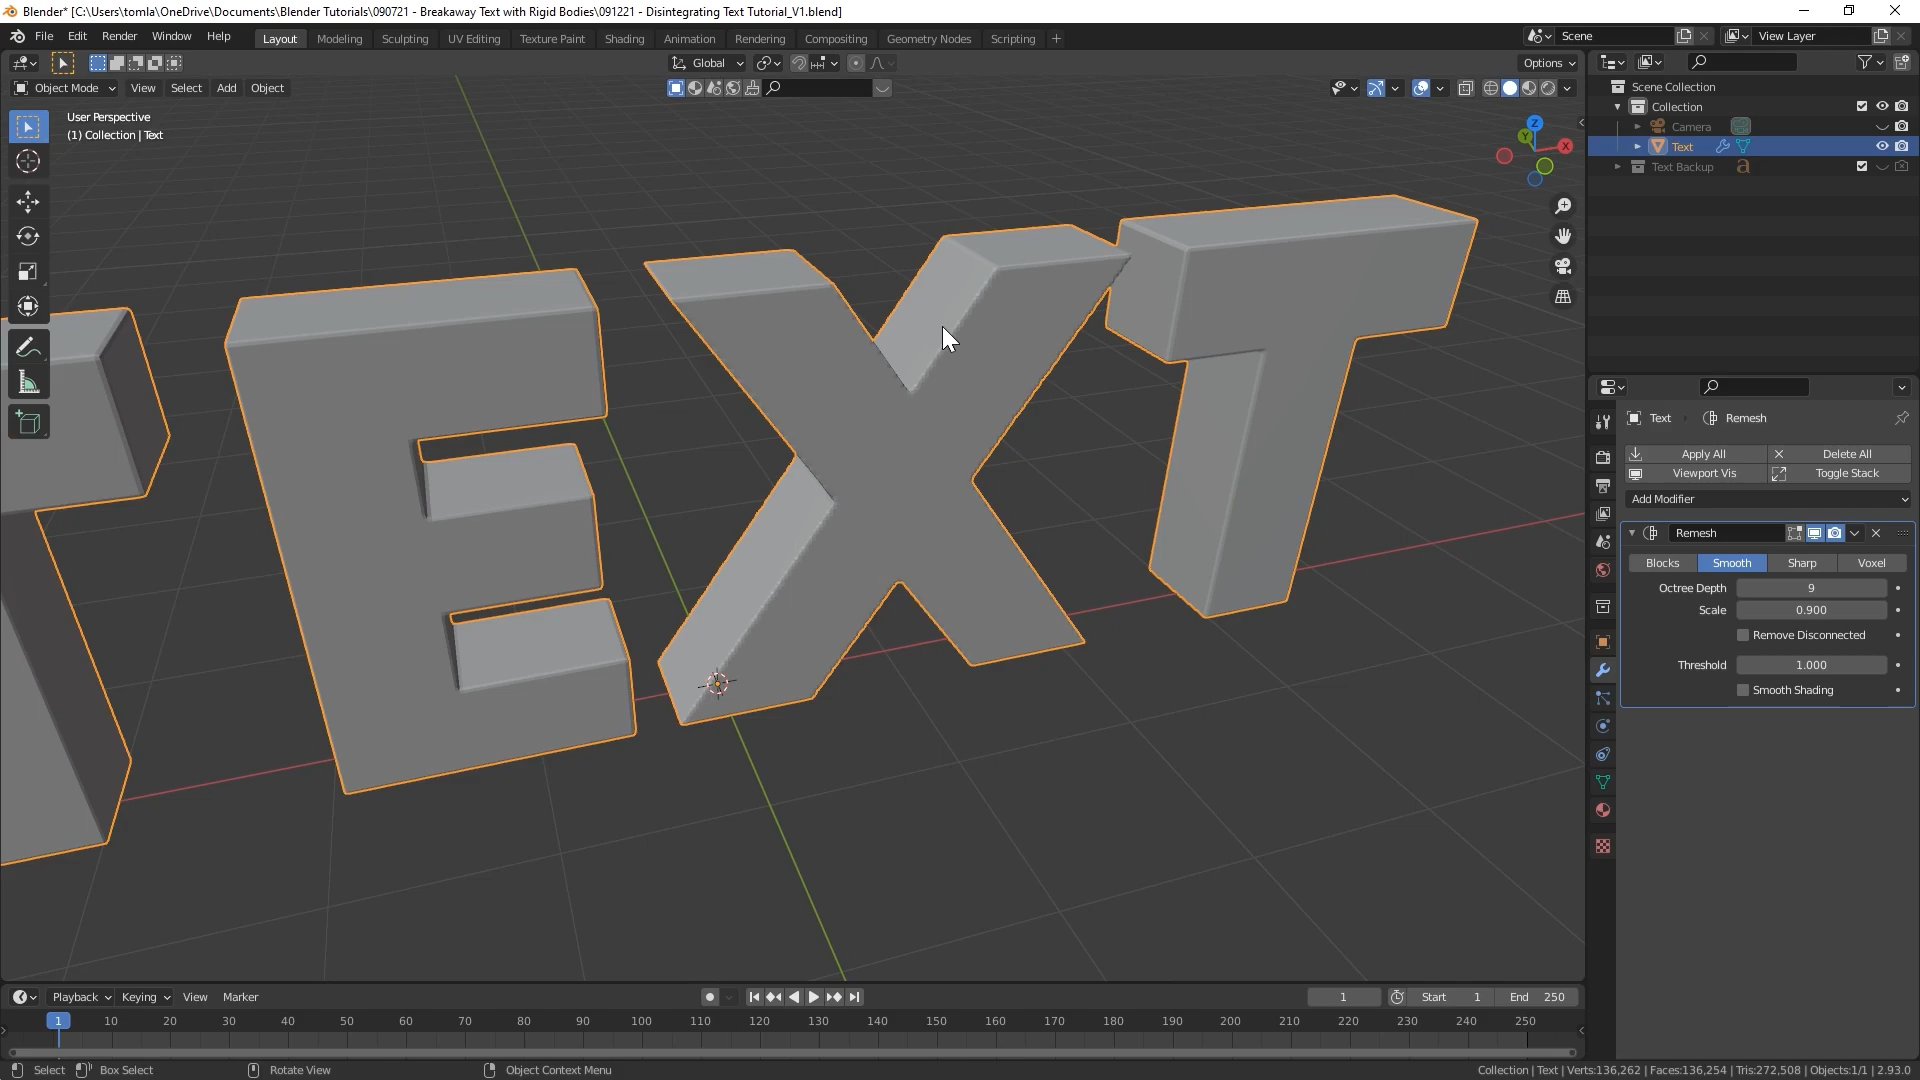 Blender* [C:\Users\tomla\OneDrive\Documents\Blender Tutorials\090721 - Breakaway Text with Rigid Bodies\091221 - Disintegrating Text Tutorial_V1.blend]
File Edit Render Window Help Layout Modeling Sculpting UV Editing Texture Paint Shading Animation Rendering Compositing Geometry Nodes Scripting + Scene View Layer
Global Options
Object Mode View Select Add Object
User Perspective
(1) Collection | Text
Z
Y
X
Scene Collection
Collection
Camera
Text
Text Backup a
EXT
Text Remesh
Apply All Delete All
Viewport Vis Toggle Stack
Add Modifier
Remesh
Blocks Smooth Sharp Voxel
Octree Depth 9
Scale 0.900
Remove Disconnected
Threshold 1.000
Smooth Shading
Playback Keying View Marker 1 Start 1 End 250
1 10 20 30 40 50 60 70 80 90 100 110 120 130 140 150 160 170 180 190 200 210 220 230 240 250
Select Box Select Rotate View Object Context Menu Collection | Text | Verts:136,262 | Faces:136,254 | Tris:272,508 | Objects:1/1 | 2.93.0